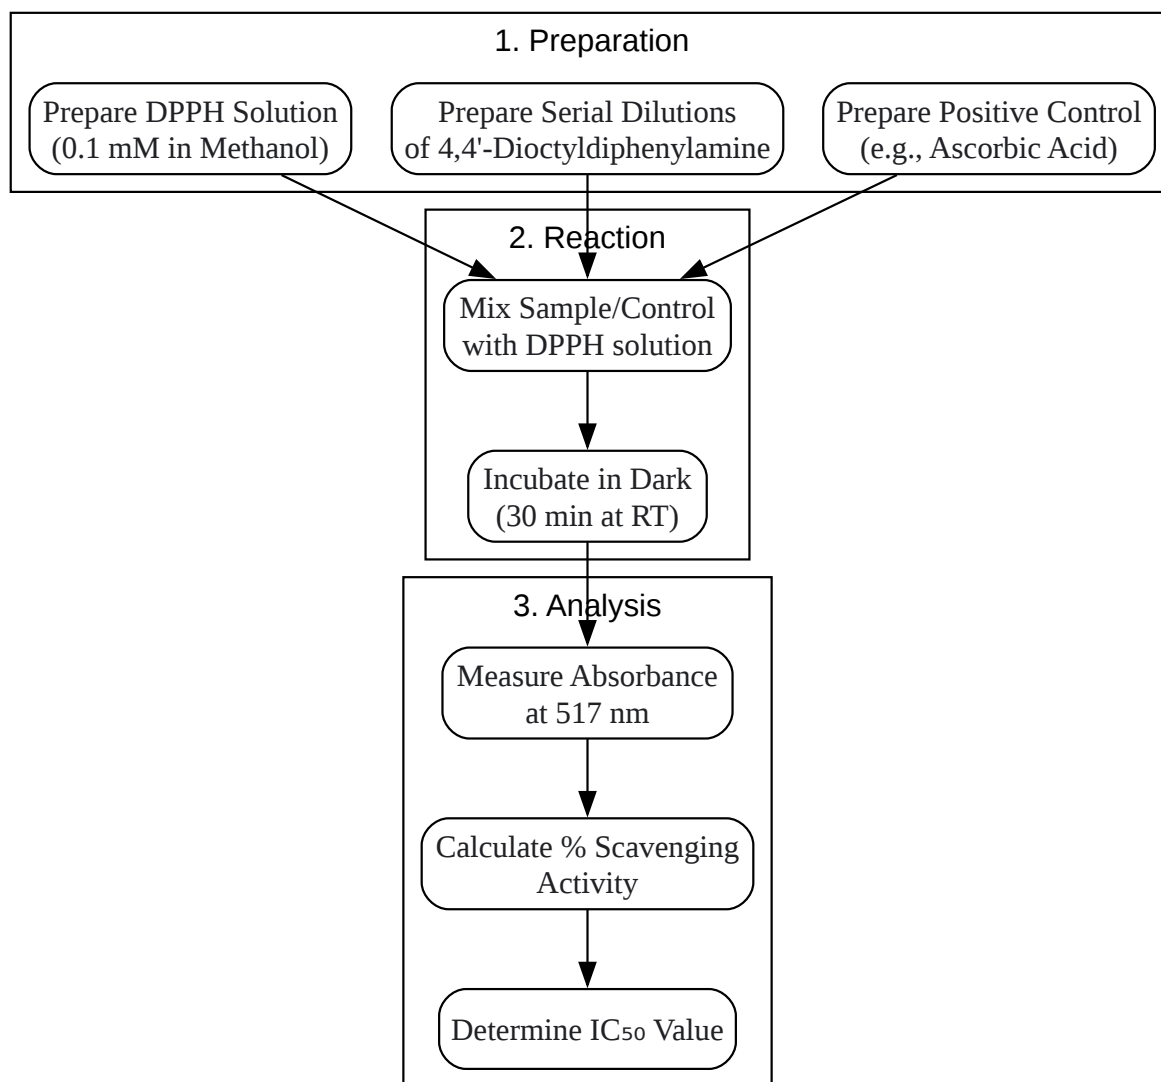 1. Preparation
Prepare DPPH Solution
(0.1 mM in Methanol)
Prepare Serial Dilutions
of 4,4'-Dioctyldiphenylamine
Prepare Positive Control
(e.g., Ascorbic Acid)
2. Reaction
Mix Sample/Control
with DPPH solution
Incubate in Dark
(30 min at RT)
3. Analysis
Measure Absorbance
at 517 nm
Calculate % Scavenging
Activity
Determine IC₅₀ Value